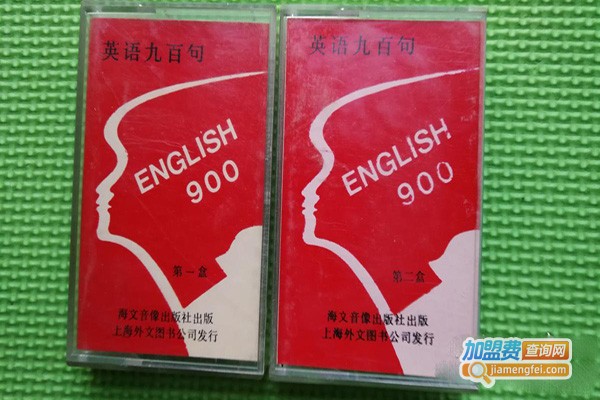 英语九百句
ENGLISH
900
第一盒
海文音像出版社出版
上海外文图书公司发行
英语九百句
ENGLISH
900
第二盒
海文音像出版社出版
上海外文图书公司发行
加盟费查询网
jiamengfei.com